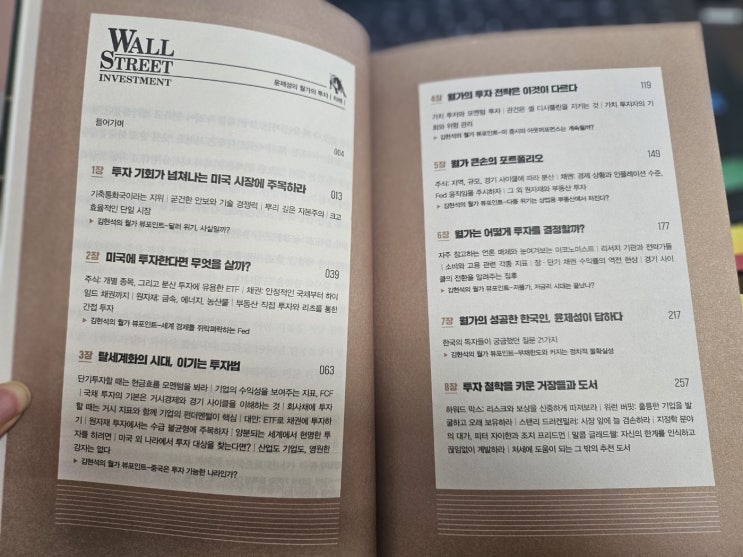 WALL
STREET
INVESTMENT
윤제성의 월가의 투자 | 차례 |
들어가며
004
1장 투자 기회가 넘쳐나는 미국 시장에 주목하라 013
기축통화국이라는 지위 | 굳건한 안보와 기술 경쟁력 | 뿌리 깊은 자본주의 | 크고
효율적인 단일 시장
▶ 김현석의 월가 뷰포인트-달러 위기, 사실일까?
2장 미국에 투자한다면 무엇을 살까? 039
주식: 개별 종목, 그리고 분산 투자에 유용한 ETF | 채권: 안정적인 국채부터 하이
일드 채권까지 | 원자재: 금속, 에너지, 농산물 | 부동산 직접 투자와 리츠를 통한
간접 투자
▶ 김현석의 월가 뷰포인트-세계 경제를 쥐락펴락하는 Fed
3장 탈세계화의 시대, 이기는 투자법 063
단기투자할 때는 현금흐름 모멘텀을 봐라 | 기업의 수익성을 보여주는 지표, FCF
| 국채 투자의 기본은 거시경제와 경기 사이클을 이해하는 것 | 회사채에 투자
할 때는 거시 지표와 함께 기업의 펀더멘털이 핵심 | 대안: ETF로 채권에 투자하
기 | 원자재 투자에서는 수급 불균형에 주목하자 | 양분되는 세계에서 현명한 투
자를 하려면 | 미국 외 나라에서 투자 대상을 찾는다면? | 산업도 기업도, 영원한
강자는 없다
▶ 김현석의 월가 뷰포인트-중국은 투자 가능한 나라인가?
4장 월가의 투자 전략은 이것이 다르다 119
가치 투자와 모멘텀 투자 | 관건은 셀 디시플린을 지키는 것 | 가치 투자자의 기
회와 위험 관리
▶ 김현석의 월가 뷰포인트-미 증시의 아웃퍼포먼스는 계속될까?
5장 월가 큰손의 포트폴리오 149
주식: 지역, 규모, 경기 사이클에 따라 분산 | 채권: 경제 상황과 인플레이션 수준,
Fed 움직임을 주시하자 | 그 외 원자재와 부동산 투자
▶ 김현석의 월가 뷰포인트-다음 위기는 상업용 부동산에서 터진다?
6장 월가는 어떻게 투자를 결정할까? 177
자주 참고하는 언론 매체와 눈여겨보는 이코노미스트 | 리서치 기관과 전략가들
| 소비와 고용 관련 각종 지표 | 장·단기 채권 수익률의 역전 현상 | 경기 사이
클의 전환을 알려주는 징후
▶ 김현석의 월가 뷰포인트-저물가, 저금리 시대는 끝났나?
7장 월가의 성공한 한국인, 윤제성이 답하다 217
한국의 독자들이 궁금했던 질문 21가지
▶ 김현석의 월가 뷰포인트-부채한도와 커지는 정치적 불확실성
8장 투자 철학을 키운 거장들과 도서 257
하워드 막스: 리스크와 보상을 신중하게 따져보라 | 워런 버핏: 훌륭한 기업을 발
굴하고 오래 보유하라 | 스탠리 드러켄밀러: 시장 앞에 늘 겸손하라 | 지정학 분야
의 대가, 피터 자이한과 조지 프리드먼 | 말콤 글래드웰: 자신의 한계를 인식하고
끊임없이 계발하라 | 처세에 도움이 되는 그 밖의 추천 도서